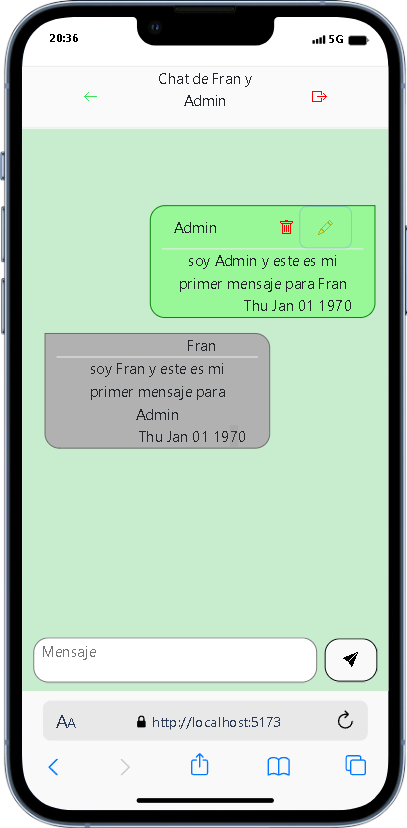 20:36
5G
Chat de Fran y
Admin
Admin
soy Admin y este es mi
primer mensaje para Fran
Thu Jan 01 1970
Fran
soy Fran y este es mi
primer mensaje para
Admin
Thu Jan 01 1970
Mensaje
AA
http://localhost:5173